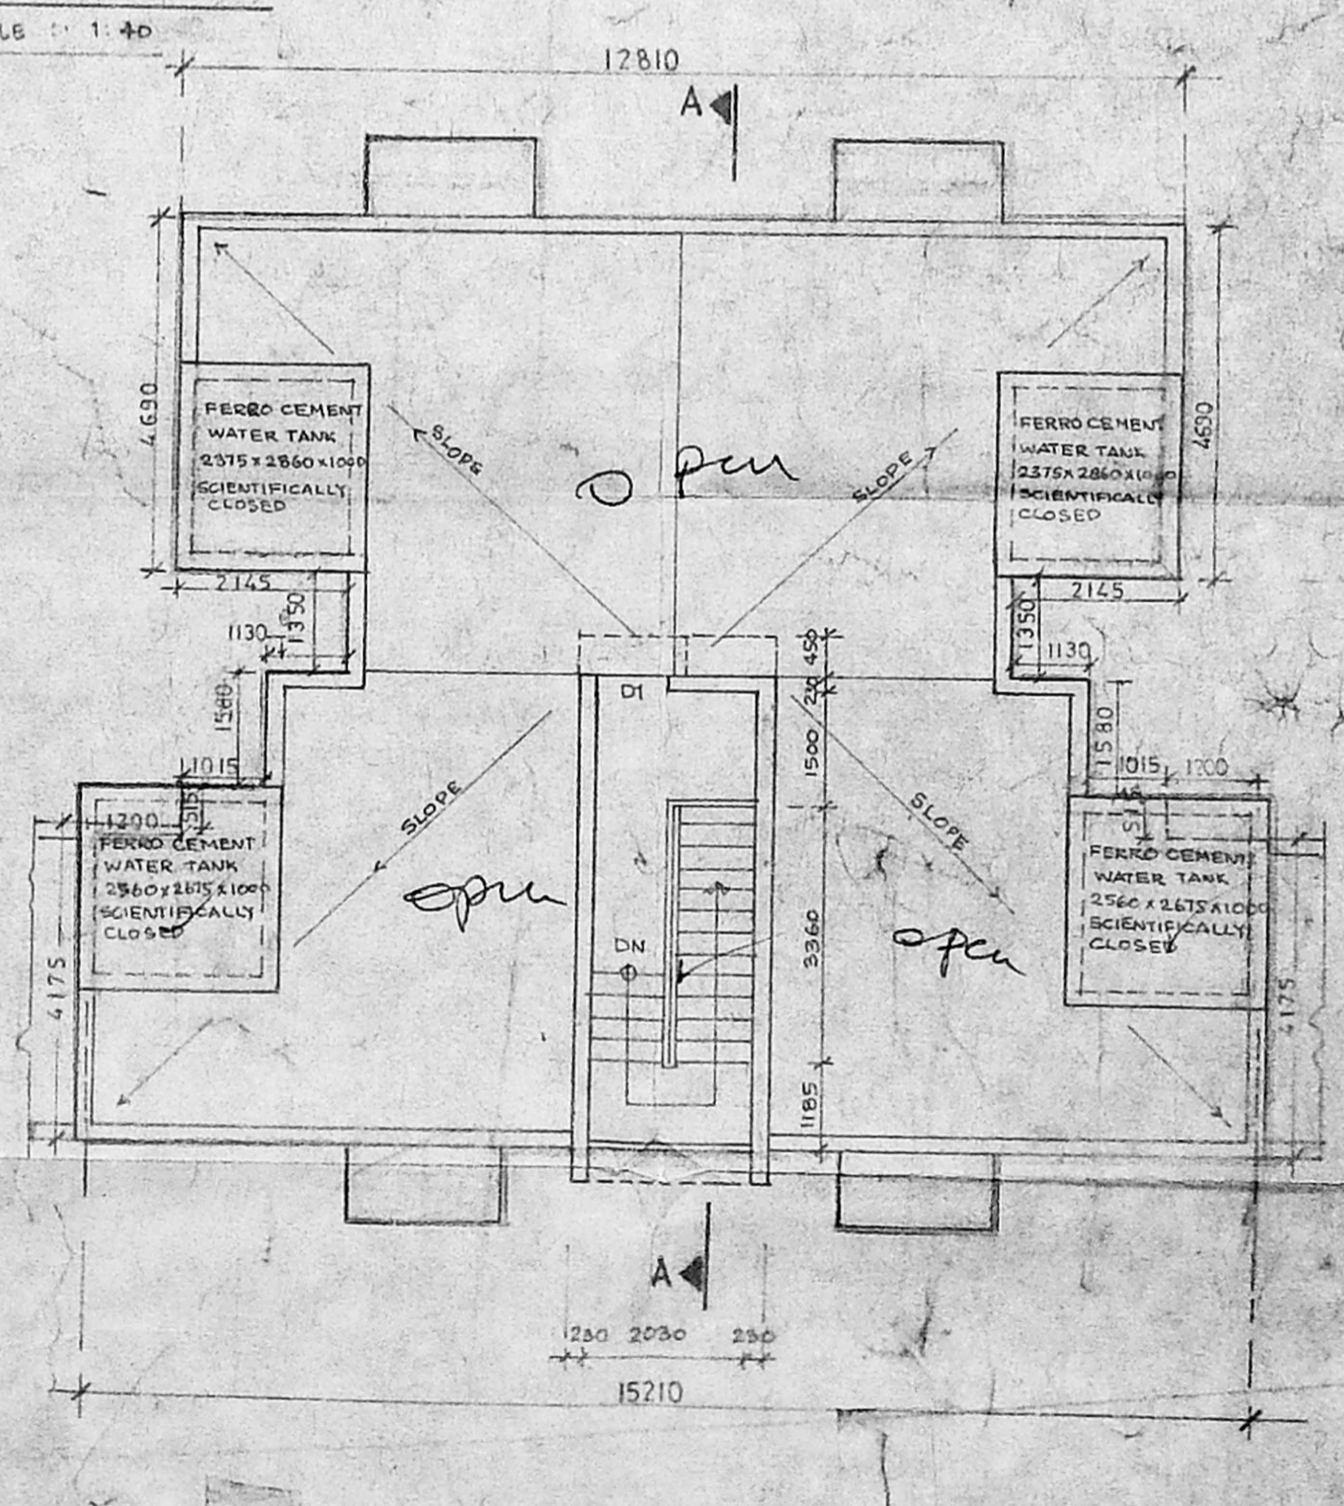 LE 1:40
12810
A
4690
4690
FERRO CEMENT
WATER TANK
2375 x 2860 x 1000
SCIENTIFICALLY
CLOSED
SLOPE
open
SLOPE
FERRO CEMENT
WATER TANK
2375 x 2860 x 1000
SCIENTIFICALLY
CLOSED
2145
1350
1130
450
230
1350
2145
1130
1580
D1
1500
1580
1015
515
1200
1015
1200
515
FERRO CEMENT
WATER TANK
2560 x 2675 x 1000
SCIENTIFICALLY
CLOSED
SLOPE
open
SLOPE
open
FERRO CEMENT
WATER TANK
2560 x 2675 x 1000
SCIENTIFICALLY
CLOSED
DN
3360
4175
4175
1185
A
230 2030 230
15210